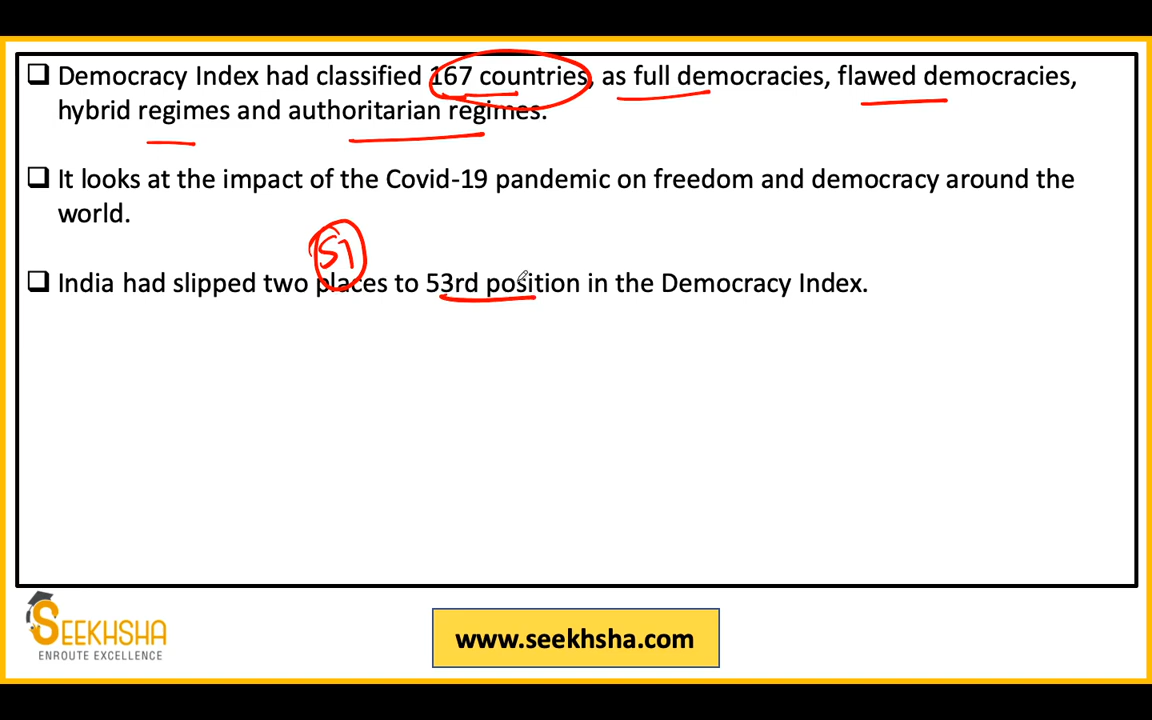 ❑ Democracy Index had classified 167 countries, as full democracies, flawed democracies,
hybrid regimes and authoritarian regimes.
❑ It looks at the impact of the Covid-19 pandemic on freedom and democracy around the
world.
51
❑ India had slipped two places to 53rd position in the Democracy Index.
SEEKHSHA
ENROUTE EXCELLENCE
www.seekhsha.com